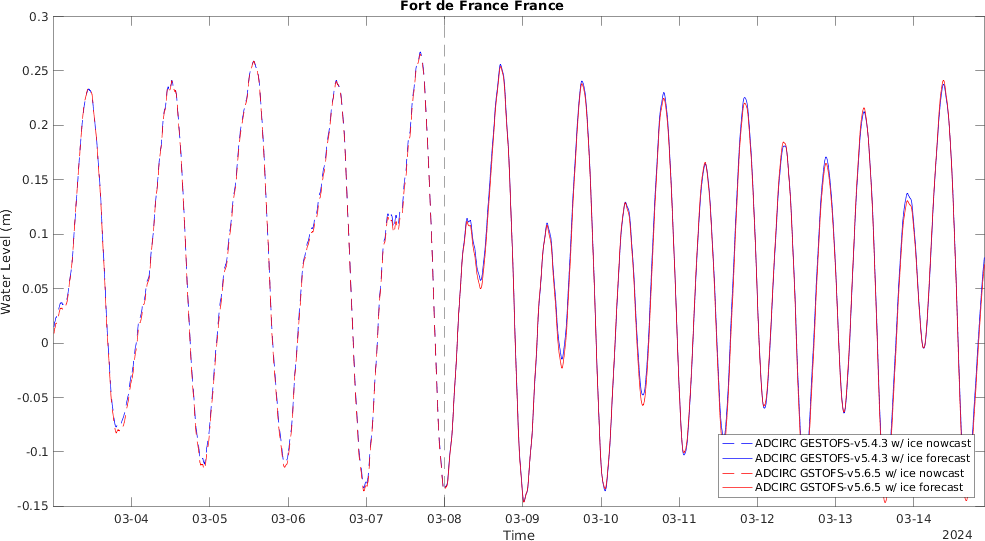 Fort de France France
0.3
0.25
0.2
0.15
0.1
0.05
0
-0.05
-0.1
-0.15
Water Level (m)
ADCIRC GESTOFS-v5.4.3 w/ ice nowcast
ADCIRC GESTOFS-v5.4.3 w/ ice forecast
ADCIRC GSTOFS-v5.6.5 w/ ice nowcast
ADCIRC GSTOFS-v5.6.5 w/ ice forecast
03-04 03-05 03-06 03-07 03-08 03-09 03-10 03-11 03-12 03-13 03-14
Time
2024